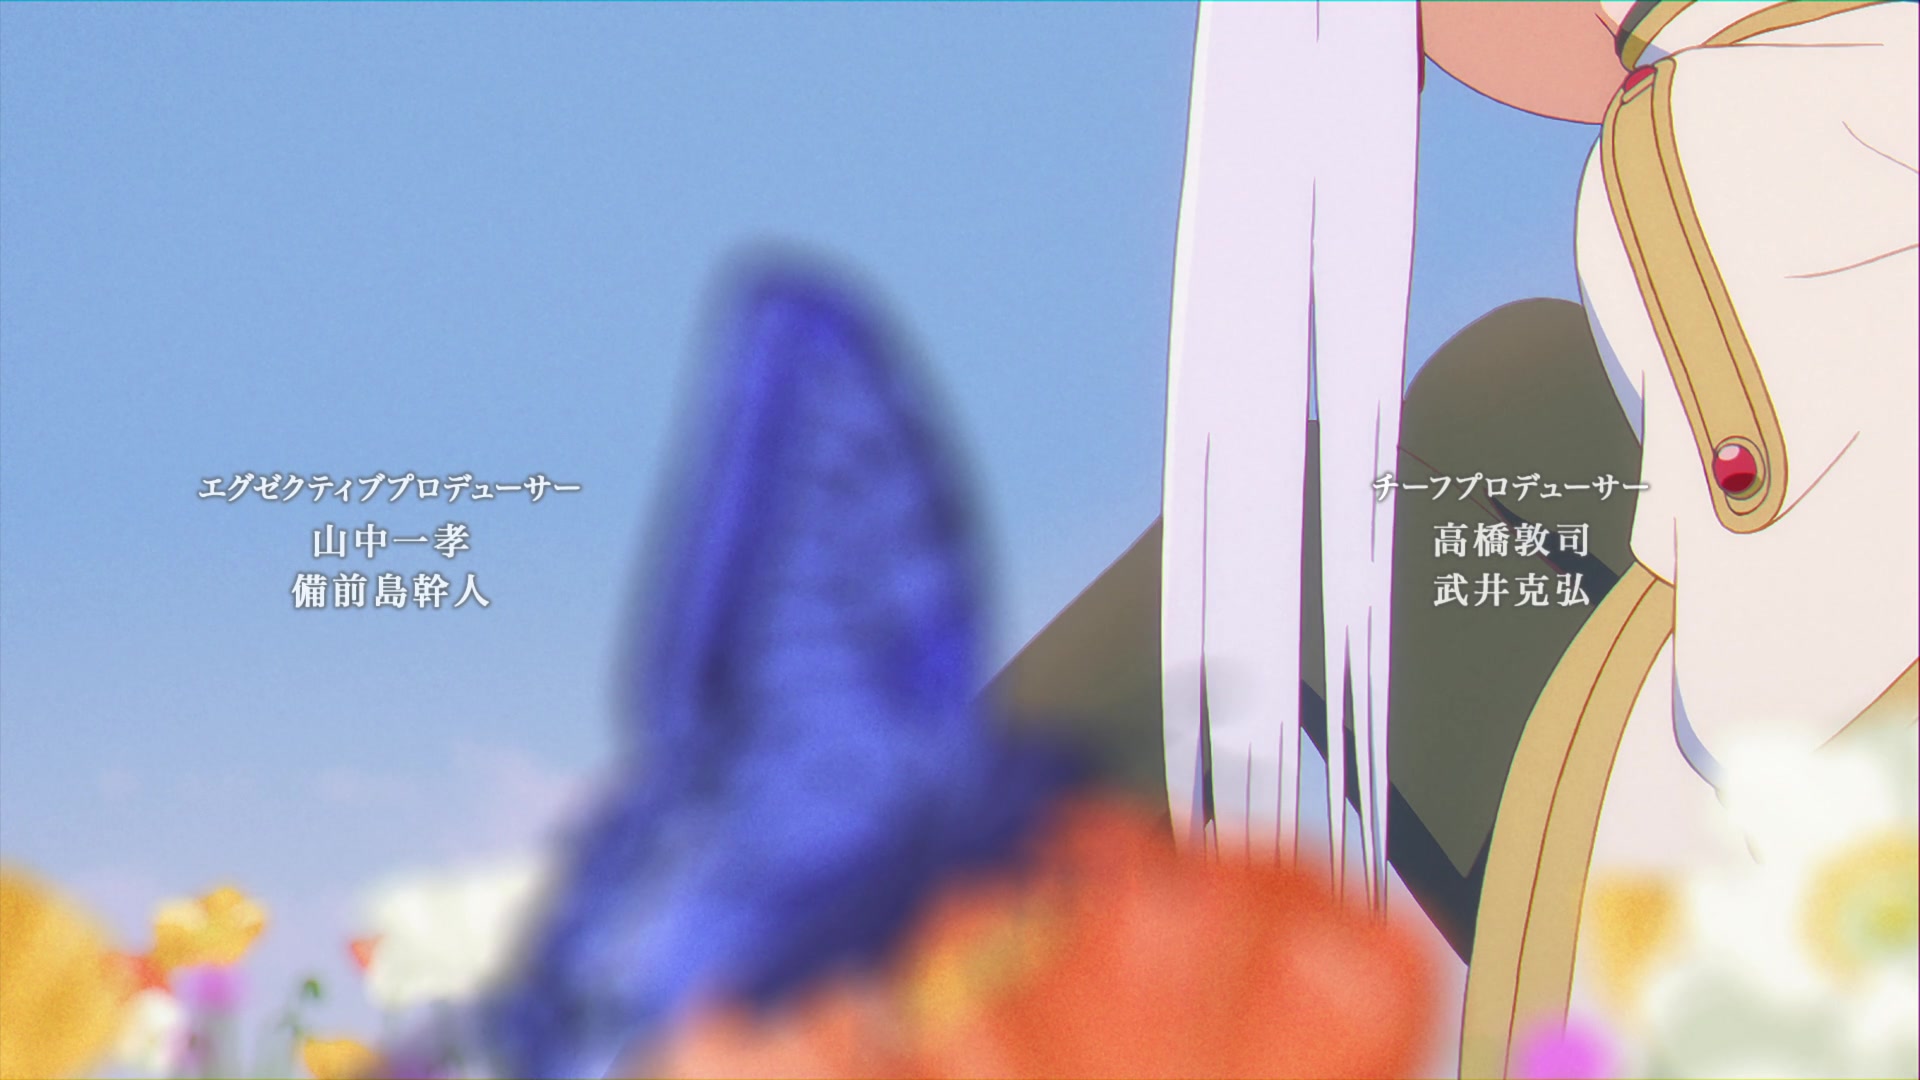 エグゼクティブプロデューサー
山中一孝
備前島幹人
チーフプロデューサー
高橋敦司
武井克弘